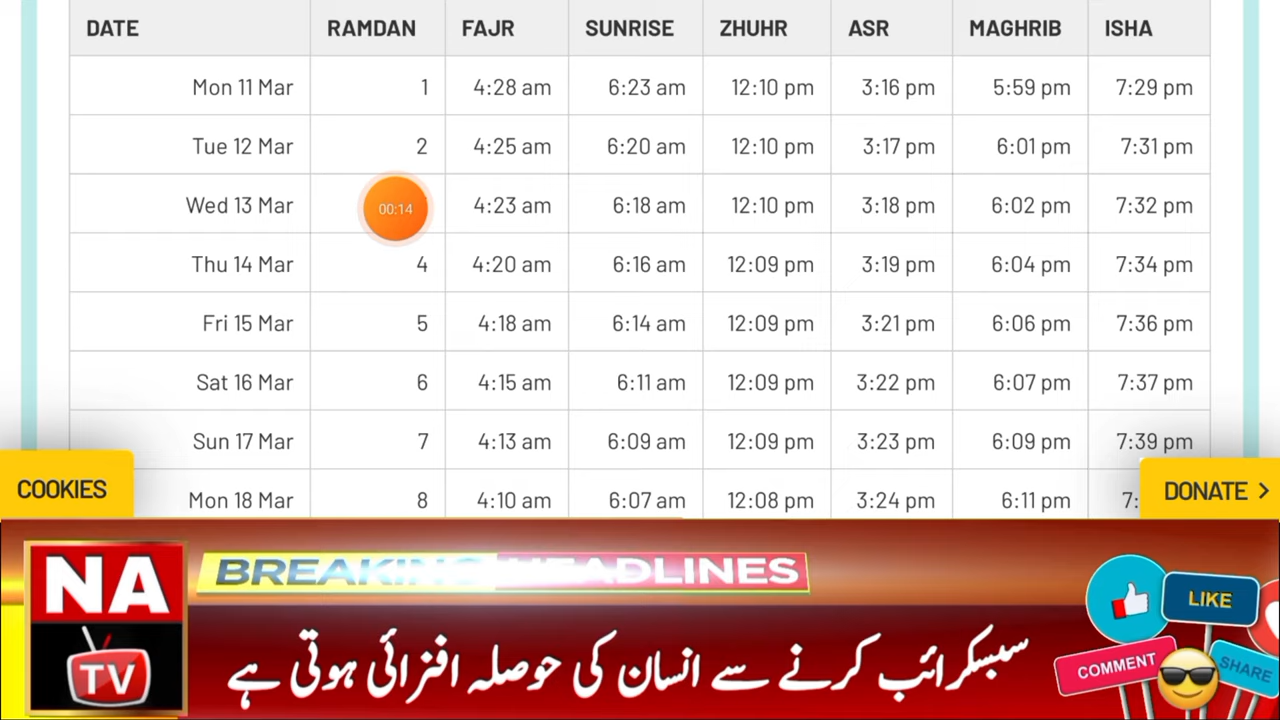 DATE RAMDAN FAJR SUNRISE ZHUHR ASR MAGHRIB ISHA
Mon 11 Mar 1 4:28 am 6:23 am 12:10 pm 3:16 pm 5:59 pm 7:29 pm
Tue 12 Mar 2 4:25 am 6:20 am 12:10 pm 3:17 pm 6:01 pm 7:31 pm
Wed 13 Mar 00:14 4:23 am 6:18 am 12:10 pm 3:18 pm 6:02 pm 7:32 pm
Thu 14 Mar 4 4:20 am 6:16 am 12:09 pm 3:19 pm 6:04 pm 7:34 pm
Fri 15 Mar 5 4:18 am 6:14 am 12:09 pm 3:21 pm 6:06 pm 7:36 pm
Sat 16 Mar 6 4:15 am 6:11 am 12:09 pm 3:22 pm 6:07 pm 7:37 pm
Sun 17 Mar 7 4:13 am 6:09 am 12:09 pm 3:23 pm 6:09 pm 7:39 pm
Mon 18 Mar 8 4:10 am 6:07 am 12:08 pm 3:24 pm 6:11 pm 7:
COOKIES
DONATE >
NA
TV
BREAKING HEADLINES
سبسکرائب کرنے سے انسان کی حوصلہ افزائی ہوتی ہے
LIKE
COMMENT
SHARE